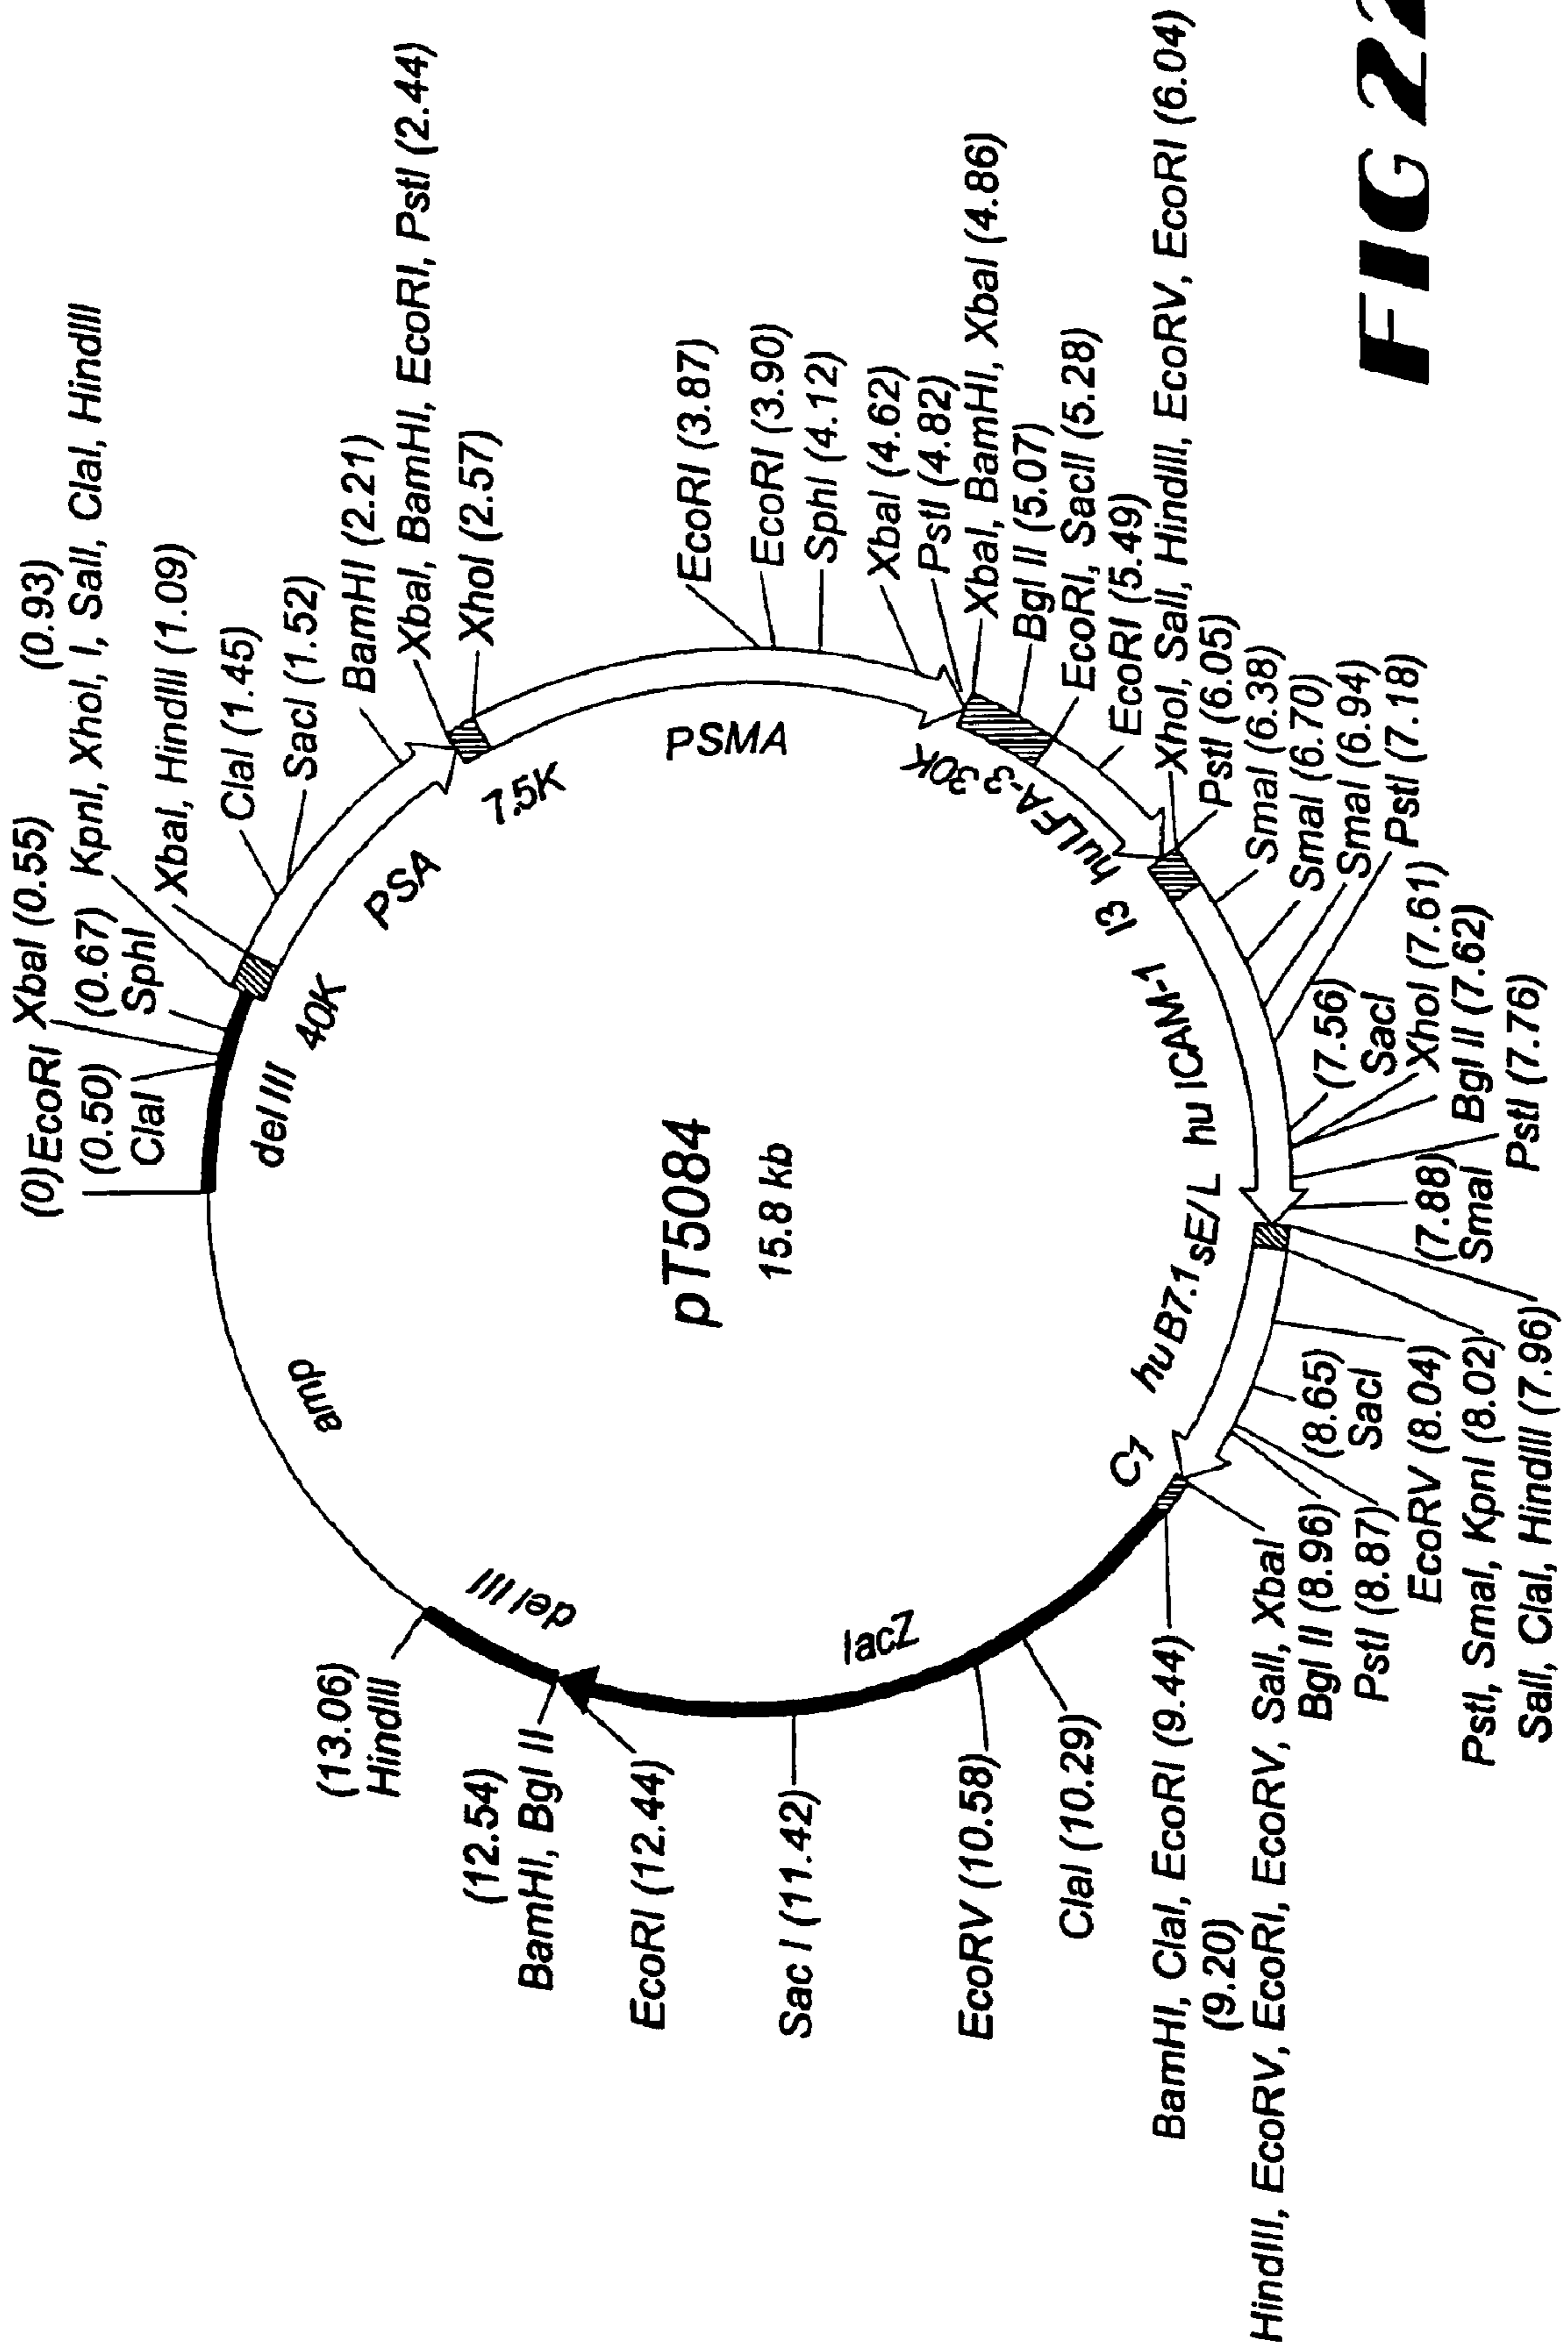 (0)EcoRI
(0.50)
ClaI
XbaI (0.55)
(0.67)
SphI
(0.93)
KpnI, XhoI, I, SalI, ClaI, HindIII
XbaI, HindIII (1.09)
ClaI (1.45)
SacI (1.52)
BamHI (2.21)
XbaI, BamHI, EcoRI, PstI (2.44)
XhoI (2.57)
EcoRI (3.87)
EcoRI (3.90)
SphI (4.12)
XbaI (4.62)
PstI (4.82)
XbaI, BamHI, XbaI (4.86)
Bgl II (5.07)
EcoRI, SacII (5.28)
EcoRI (5.49)
XhoI, SalI, HindIII, EcoRV, EcoRI (6.04)
PstI (6.05)
SmaI (6.38)
SmaI (6.70)
SmaI (6.94)
PstI (7.18)
(7.56)
SacI
XhoI (7.61)
Bgl II (7.62)
PstI (7.76)
(7.88)
SmaI
SalI, ClaI, HindIII (7.96)
PstI, SmaI, KpnI (8.02)
EcoRV (8.04)
(8.65)
SacI
PstI (8.87)
Bgl II (8.96)
(9.20)
HindIII, EcoRV, EcoRI, EcoRV, SalI, XbaI
BamHI, ClaI, EcoRI (9.44)
ClaI (10.29)
EcoRV (10.58)
Sac I (11.42)
EcoRI (12.44)
(12.54)
BamHI, Bgl II
(13.06)
HindIII
del III
40K
PSA
7.5K
PSMA
30K
huLFA-3
I3
hu ICAM-1
sE/L
huB7.1
C1
lacZ
del III
amp
pT5084
15.8 kb
FIG 22